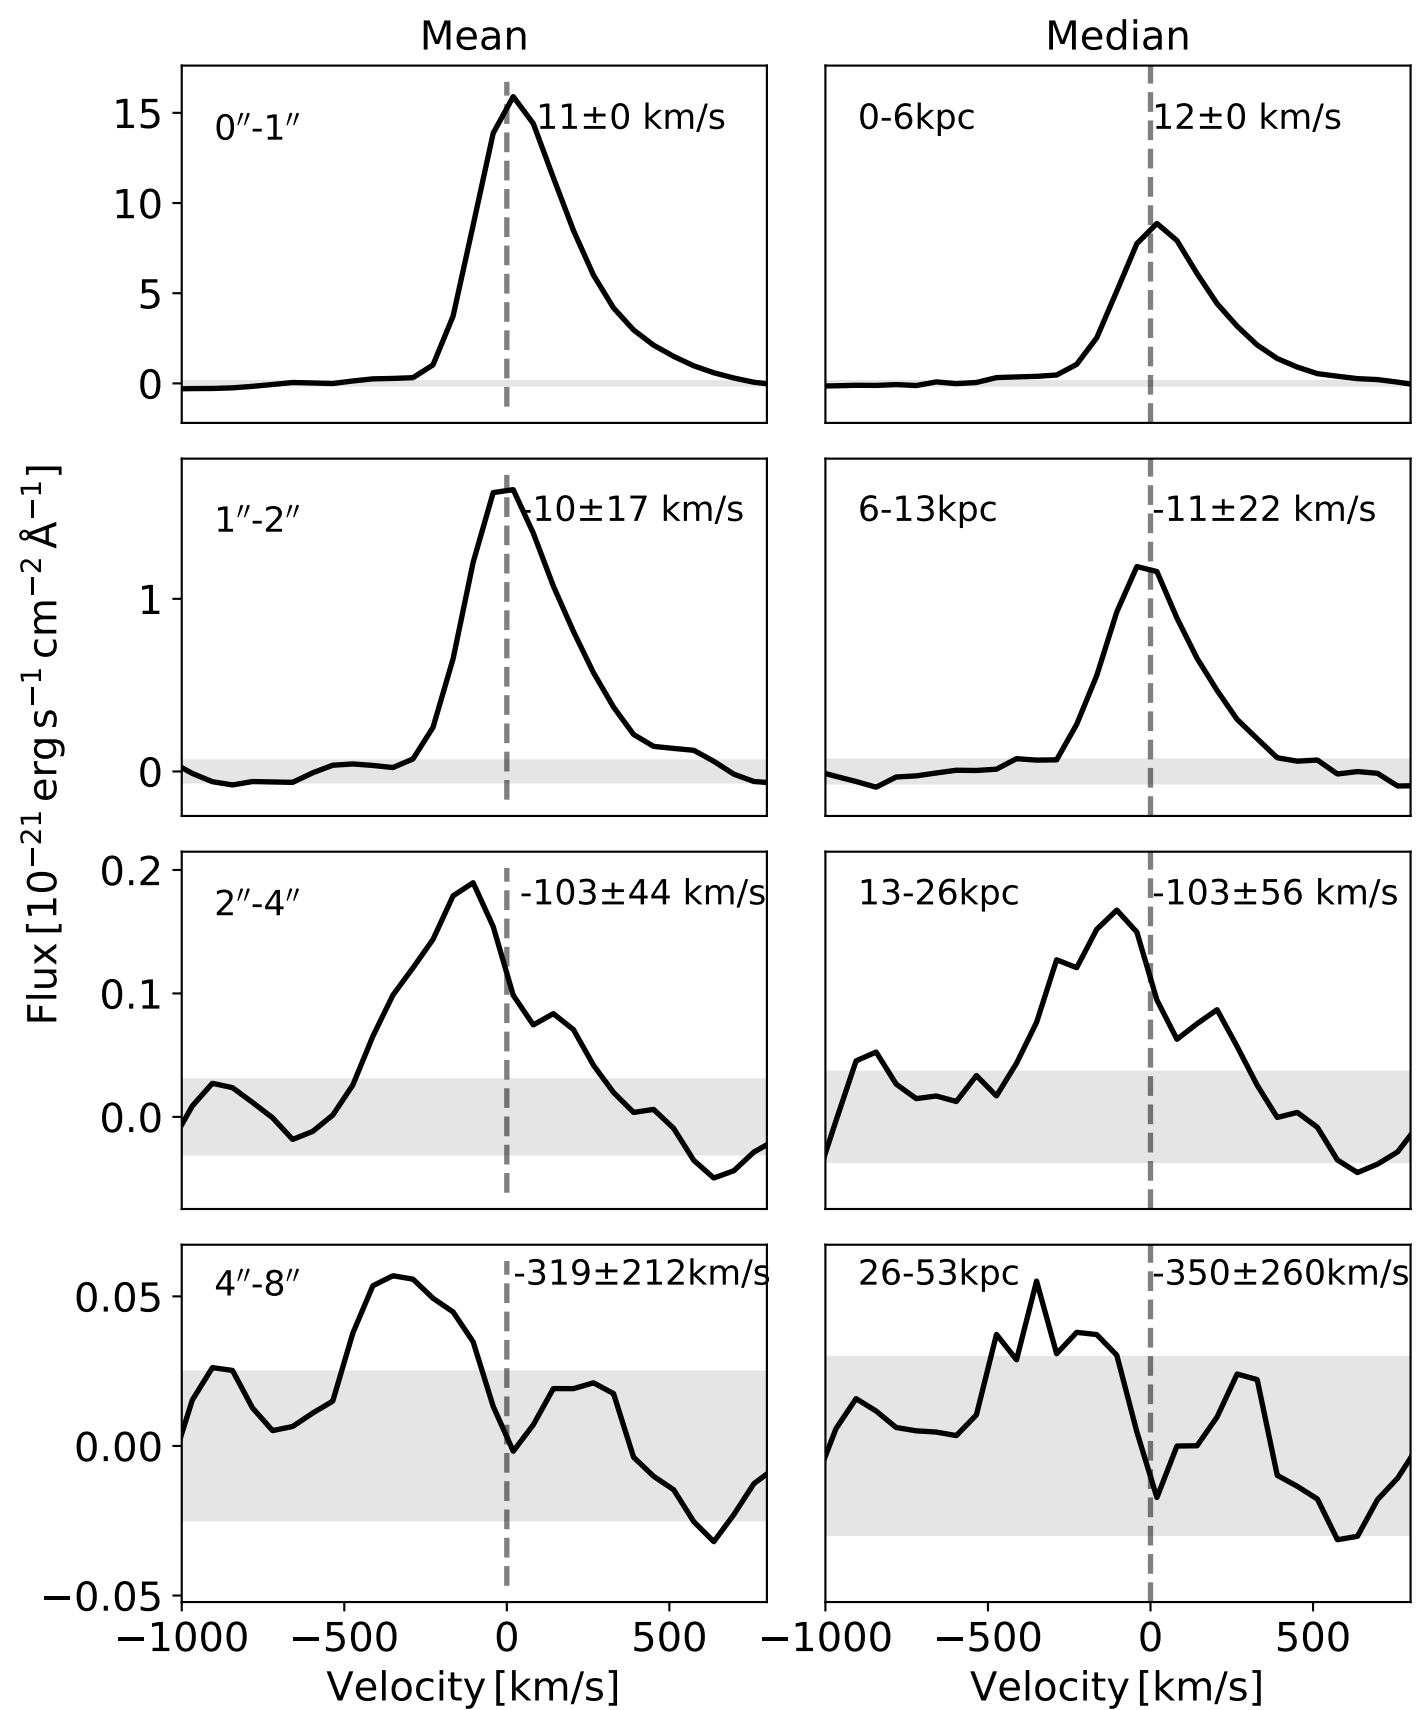 Mean
Median
15
10
5
0
0″-1″
11±0 km/s
0-6kpc
12±0 km/s
Flux [10⁻²¹ erg s⁻¹ cm⁻² Å⁻¹]
1
0
1″-2″
-10±17 km/s
6-13kpc
-11±22 km/s
0.2
0.1
0.0
2″-4″
-103±44 km/s
13-26kpc
-103±56 km/s
0.05
0.00
−0.05
4″-8″
-319±212km/s
26-53kpc
-350±260km/s
−1000 −500 0 500
−1000 −500 0 500
Velocity [km/s]
Velocity [km/s]